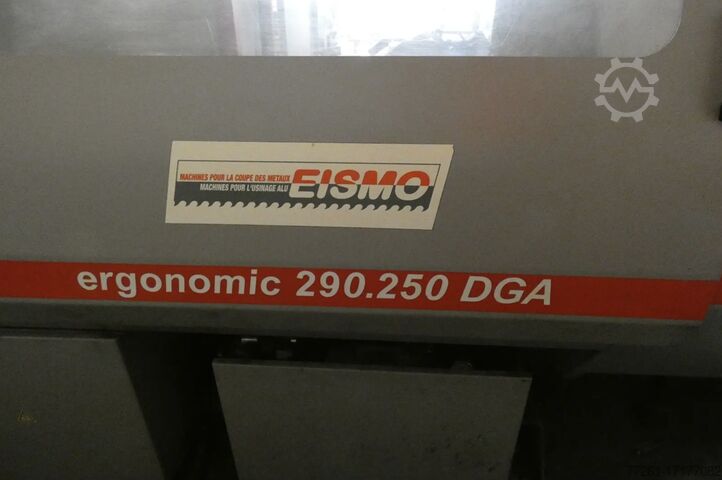 MACHINES POUR LA COUPE DES METAUX
MACHINES POUR L'USINAGE ALU
EISMO
ergonomic 290.250 DGA